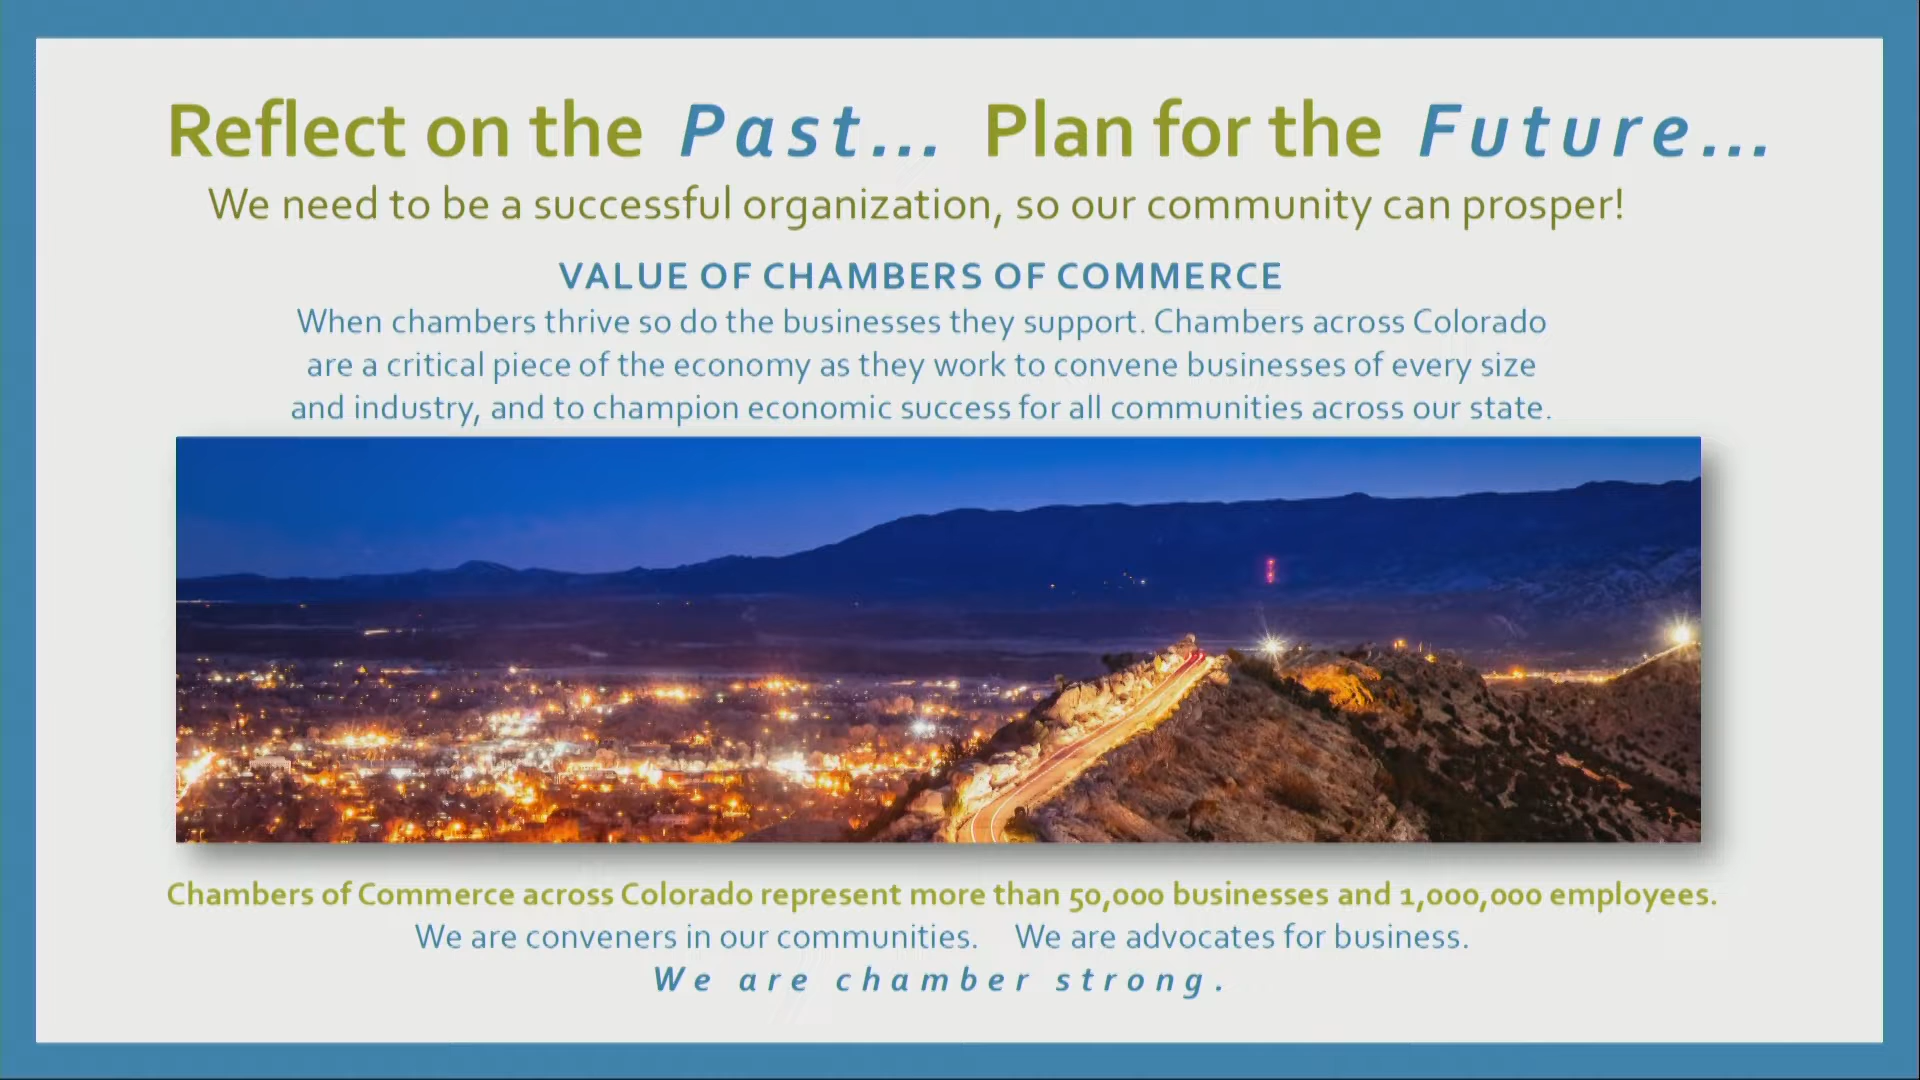 Reflect on the Past... Plan for the Future...
We need to be a successful organization, so our community can prosper!
VALUE OF CHAMBERS OF COMMERCE
When chambers thrive so do the businesses they support. Chambers across Colorado
are a critical piece of the economy as they work to convene businesses of every size
and industry, and to champion economic success for all communities across our state.
Chambers of Commerce across Colorado represent more than 50,000 businesses and 1,000,000 employees.
We are conveners in our communities. We are advocates for business.
We are chamber strong.